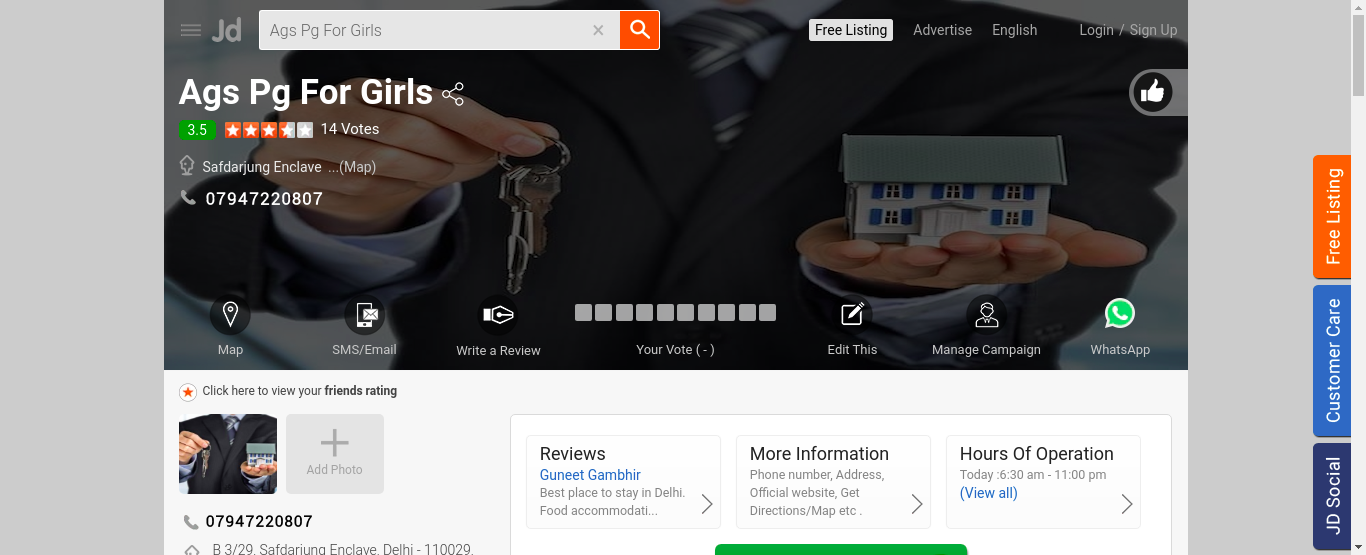 Jd Ags Pg For Girls × Free Listing Advertise English Login / Sign Up
Ags Pg For Girls
3.5 14 Votes
Safdarjung Enclave ...(Map)
07947220807
Map SMS/Email Write a Review Your Vote ( - ) Edit This Manage Campaign WhatsApp
Click here to view your friends rating
Add Photo
07947220807
B 3/29, Safdarjung Enclave, Delhi - 110029,
Reviews
Guneet Gambhir
Best place to stay in Delhi.
Food accommodati...
More Information
Phone number, Address,
Official website, Get
Directions/Map etc .
Hours Of Operation
Today :6:30 am - 11:00 pm
(View all)
Free Listing
Customer Care
JD Social